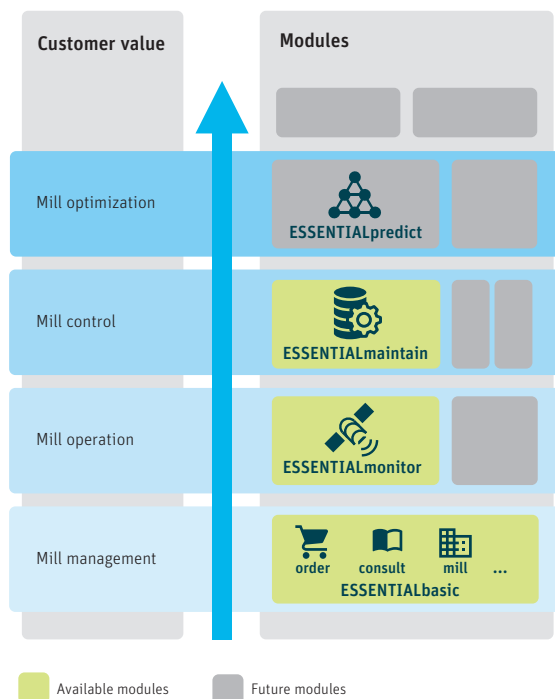 Customer value
Modules
Mill optimization
ESSENTIALpredict
Mill control
ESSENTIALmaintain
Mill operation
ESSENTIALmonitor
Mill management
order consult mill ...
ESSENTIALbasic
Available modules
Future modules